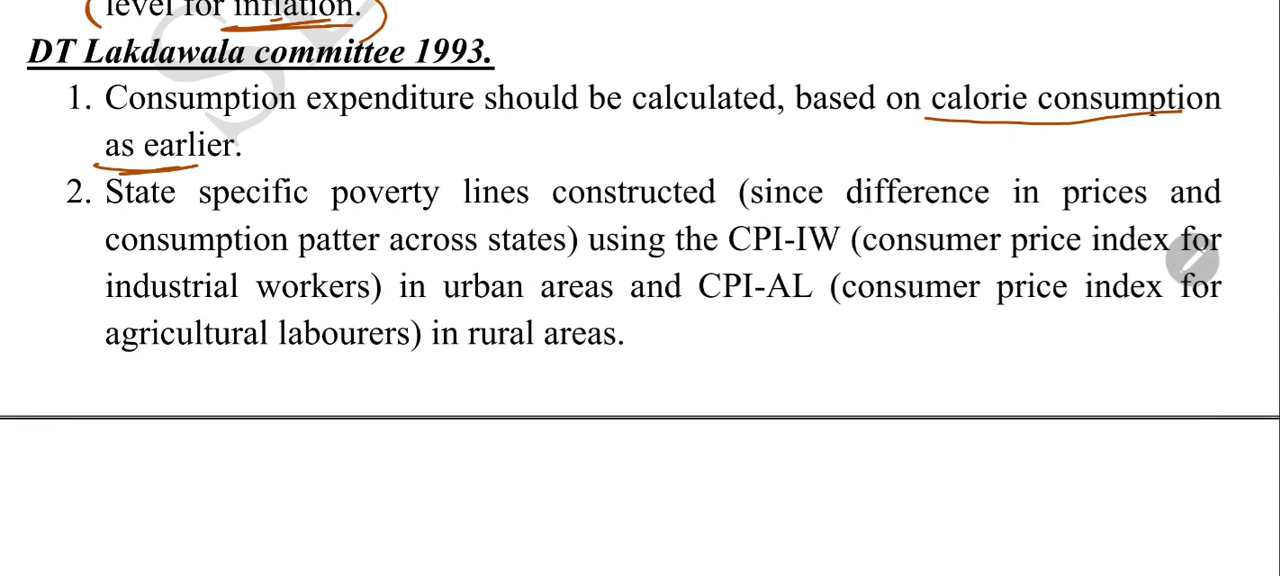 level for inflation.
DT Lakdawala committee 1993.
1. Consumption expenditure should be calculated, based on calorie consumption
as earlier.
2. State specific poverty lines constructed (since difference in prices and
consumption patter across states) using the CPI-IW (consumer price index for
industrial workers) in urban areas and CPI-AL (consumer price index for
agricultural labourers) in rural areas.